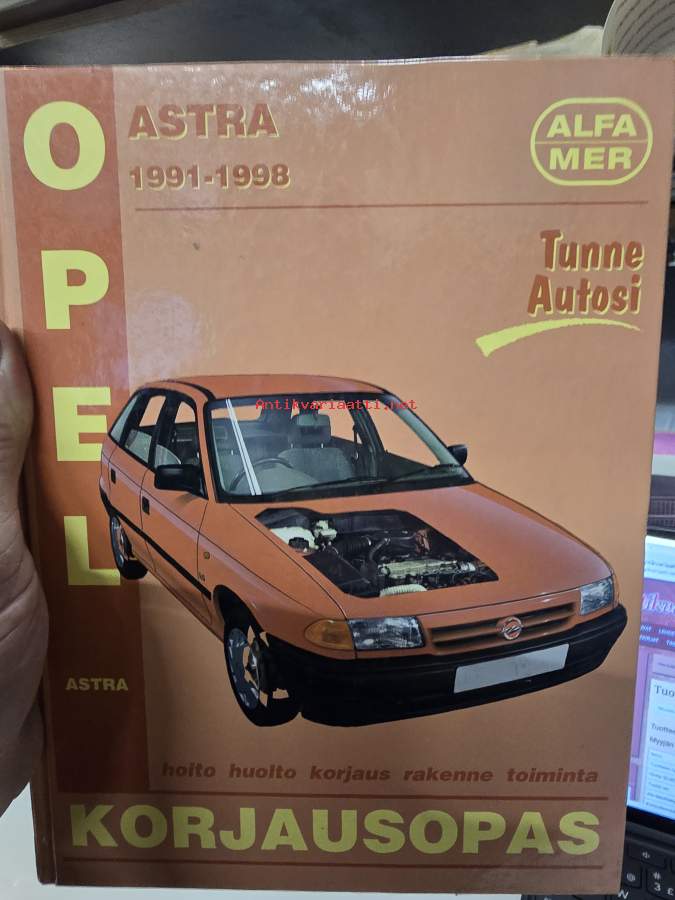 OPEL
ASTRA
1991-1998
ALFA
MER
Tunne
Autosi
Antikvariaatti.net
ASTRA
hoito huolto korjaus rakenne toiminta
KORJAUSOPAS